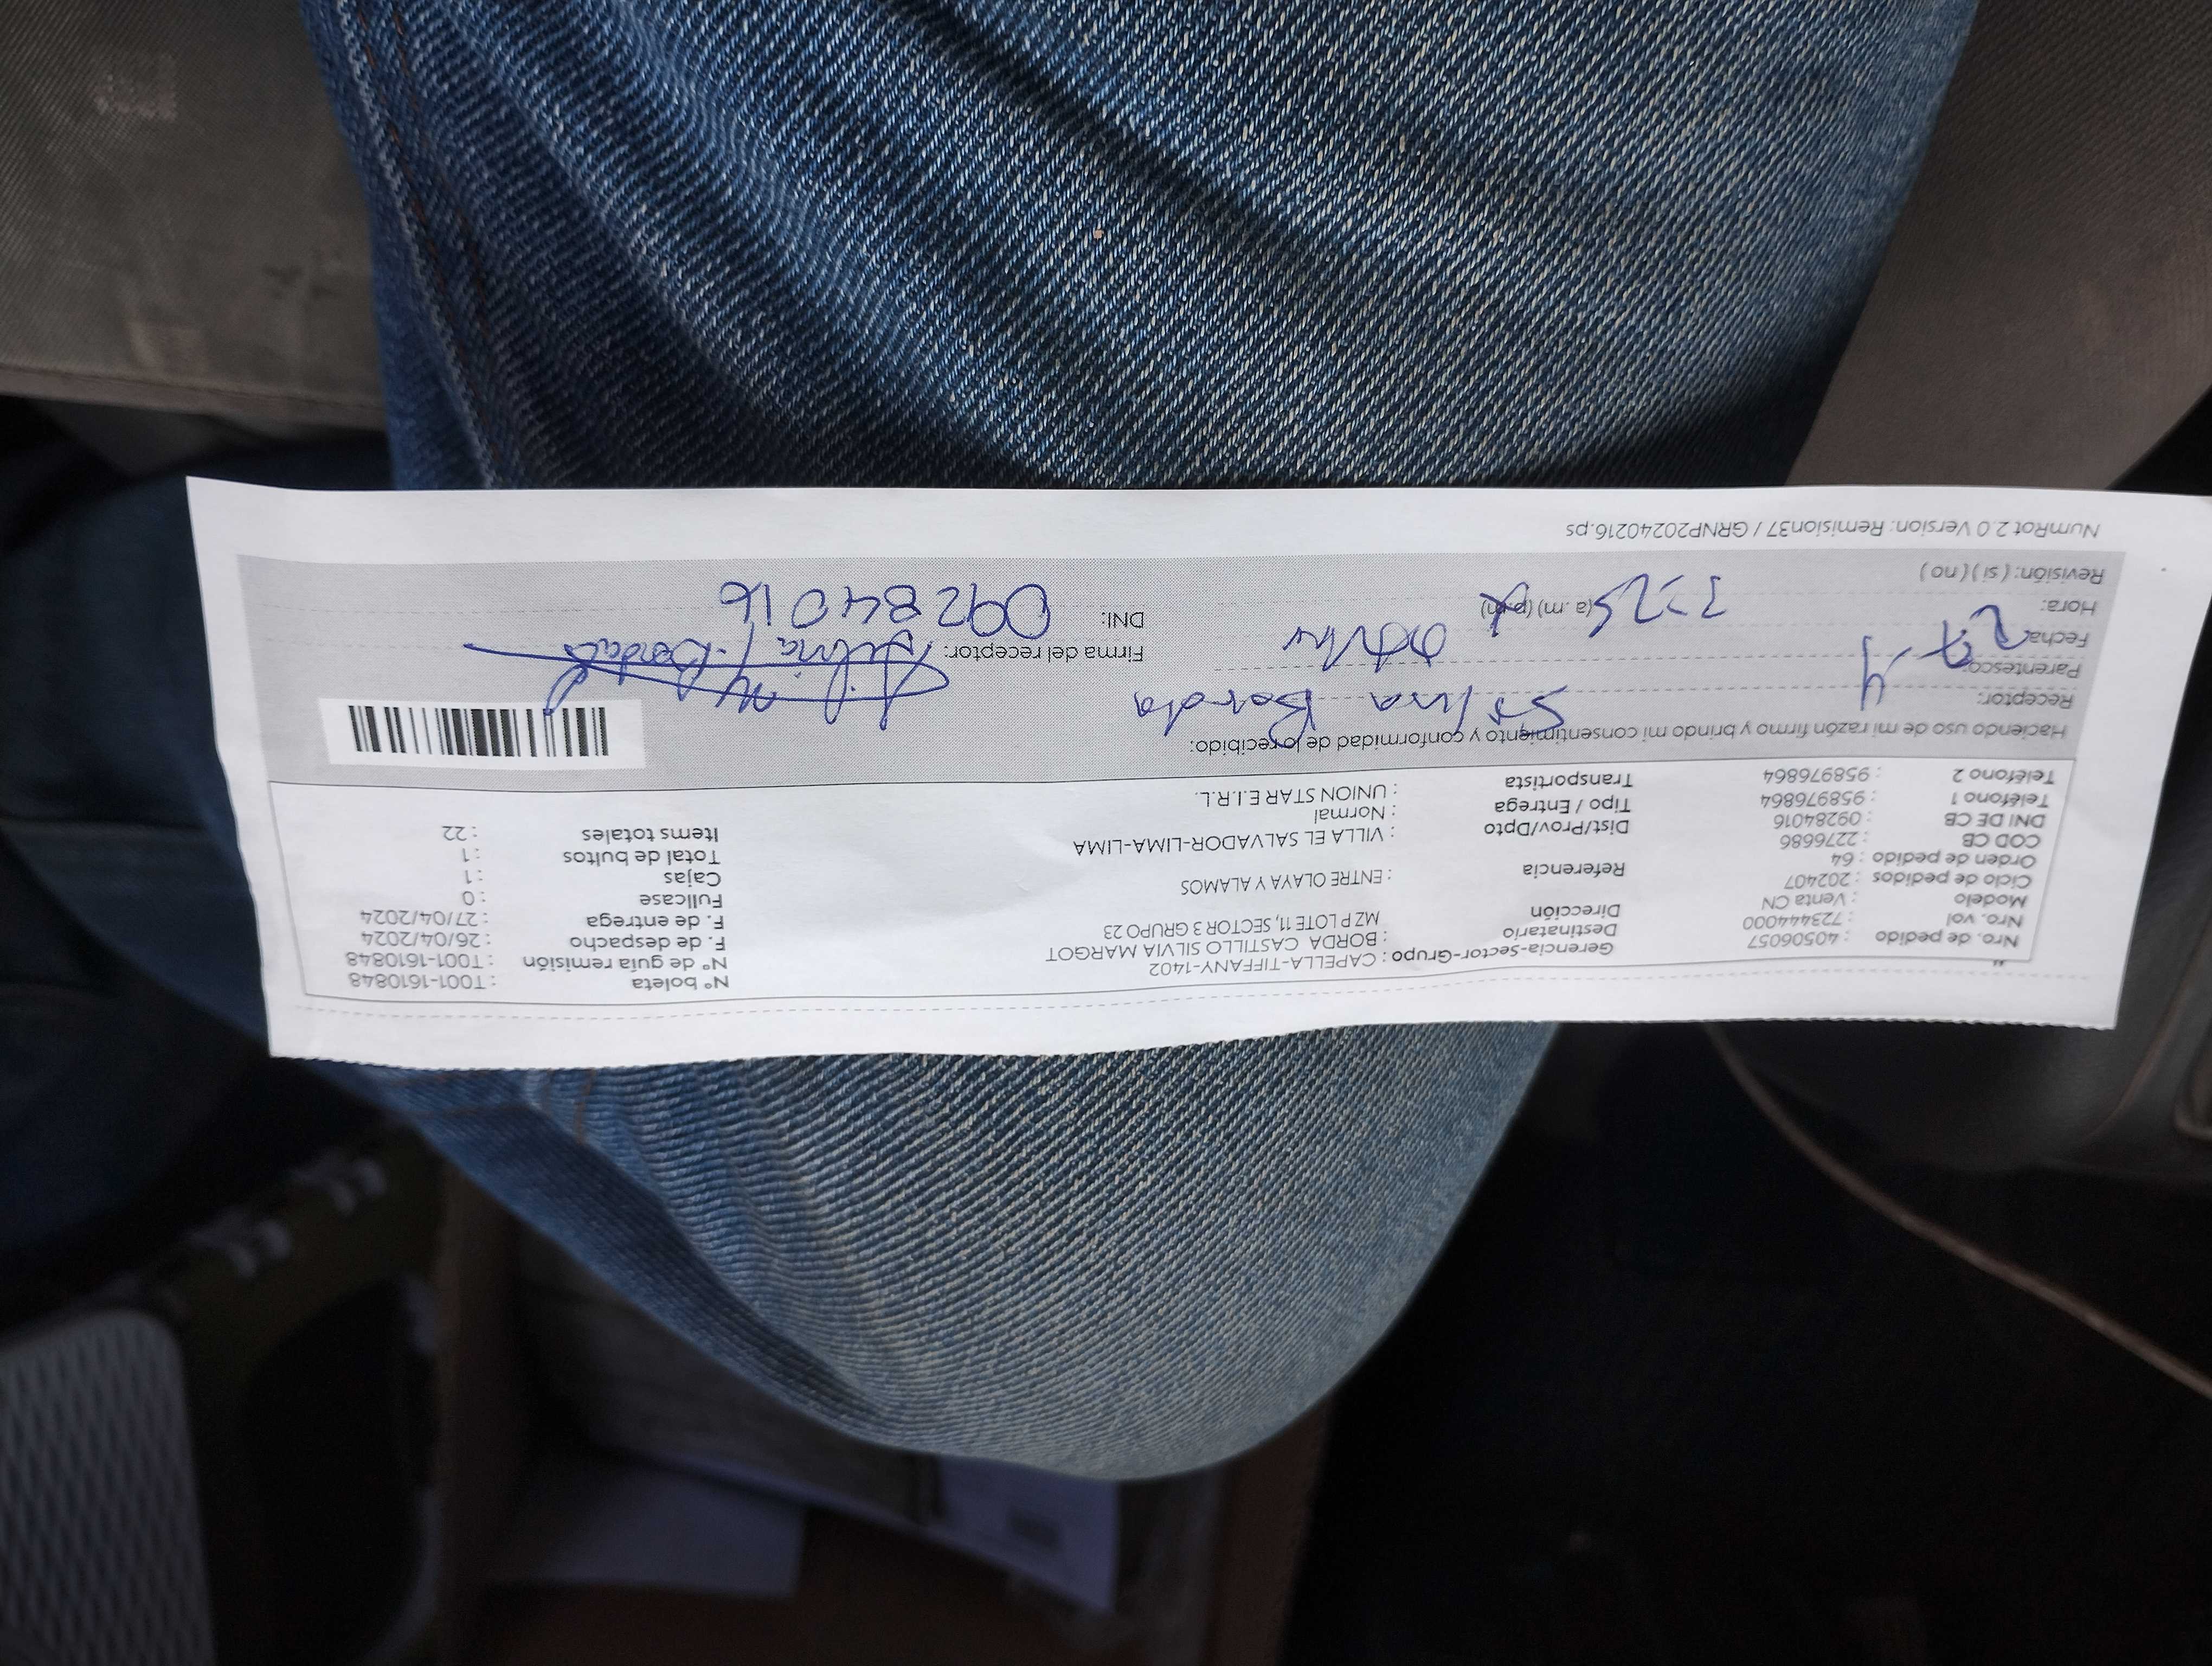 Nro. de pedido : 40506057
Nro. vol : 723444000
Modelo : Venta CN
Ciclo de pedidos : 202407
Orden de pedido : 64
COD CB : 2276686
DNI DE CB : 09284016
Teléfono 1 : 958976864
Teléfono 2 : 958976864
Gerencia-Sector-Grupo : CAPELLA-TIFFANY-1402
Destinatario : BORDA CASTILLO SILVIA MARGOT
Dirección MZ P LOTE 11, SECTOR 3 GRUPO 23
Referencia : ENTRE OLAYA Y ALAMOS
Dist/Prov/Dpto : VILLA EL SALVADOR-LIMA-LIMA
Tipo / Entrega : Normal
Transportista : UNION STAR E.I.R.L.
N° boleta : T001-1610848
N° de guía remisión : T001-1610848
F. de despacho : 26/04/2024
F. de entrega : 27/04/2024
Fullcase : 0
Cajas : 1
Total de bultos : 1
Items totales : 22
Haciendo uso de mi razón firmo y brindo mi consentimiento y conformidad de lo recibido:
Receptor: Borda
Parentesco:
Fecha: 27-4
Hora: (a. m) (p.m)
Revisión: ( si ) ( no )
Firma del receptor:
DNI: 09284016
NumRot 2.0 Version: Remision37 / GRNP20240216.ps